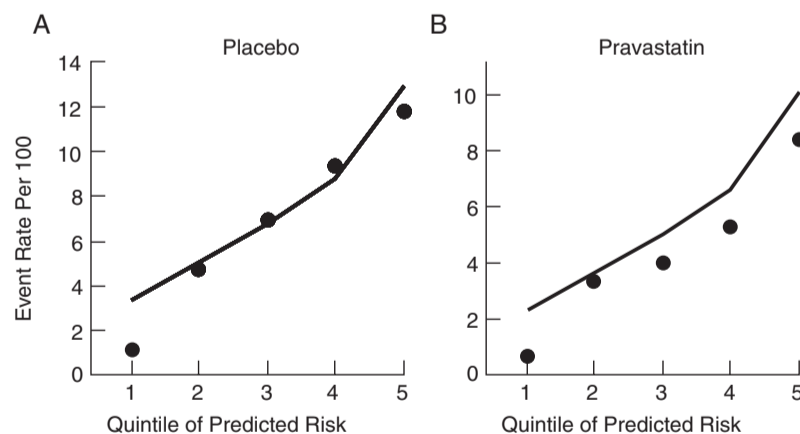 A
Placebo
Event Rate Per 100
14
12
10
8
6
4
2
0
1 2 3 4 5
Quintile of Predicted Risk
B
Pravastatin
10
8
6
4
2
0
1 2 3 4 5
Quintile of Predicted Risk